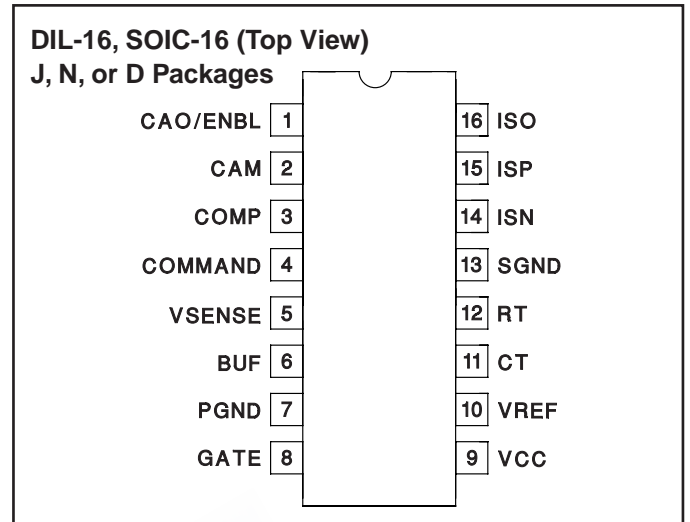 DIL-16, SOIC-16 (Top View)
J, N, or D Packages
CAO/ENBL 1 16 ISO
CAM 2 15 ISP
COMP 3 14 ISN
COMMAND 4 13 SGND
VSENSE 5 12 RT
BUF 6 11 CT
PGND 7 10 VREF
GATE 8 9 VCC